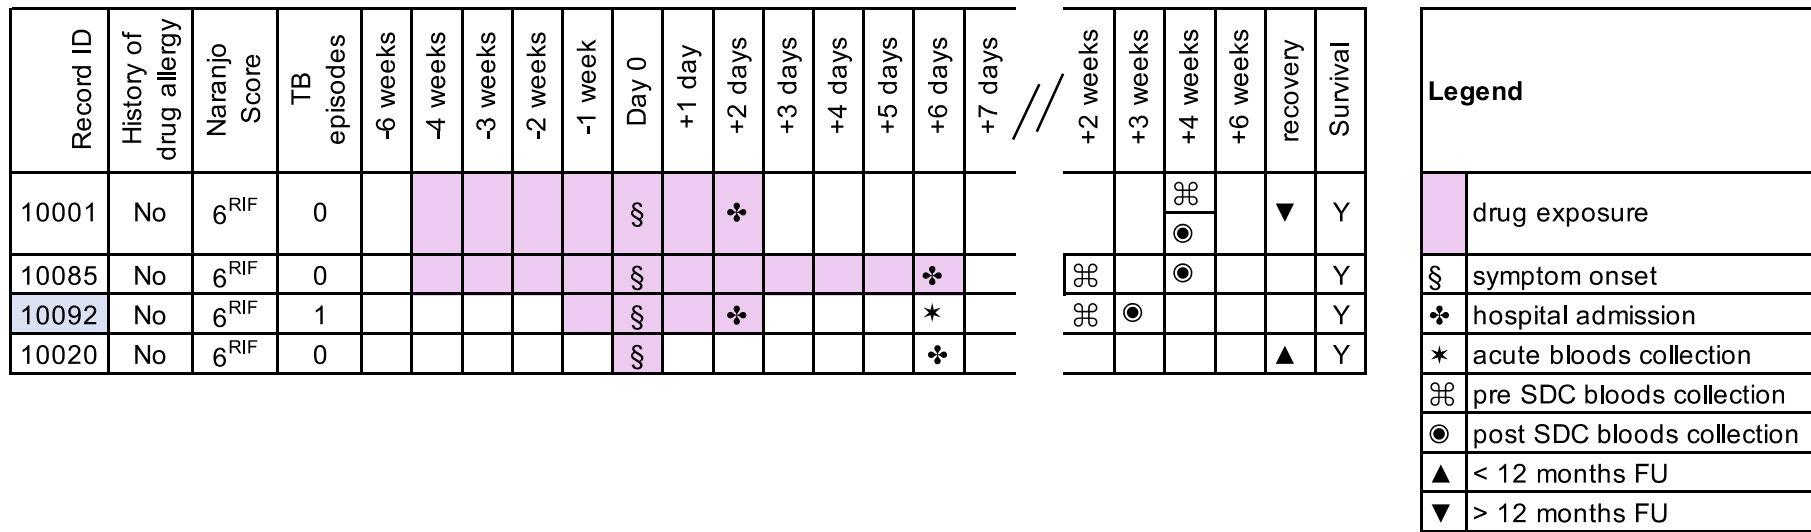 Record ID History of drug allergy Naranjo Score TB episodes -6 weeks -4 weeks -3 weeks -2 weeks -1 week Day 0 +1 day +2 days +3 days +4 days +5 days +6 days +7 days // +2 weeks +3 weeks +4 weeks +6 weeks recovery Survival
10001 No 6RIF 0 § ✤ ⌘ ◉ ▼ Y
10085 No 6RIF 0 § ✤ ⌘ ◉ Y
10092 No 6RIF 1 § ✤ ✶ ⌘ ◉ Y
10020 No 6RIF 0 § ✤ ▲ Y
Legend
drug exposure
§ symptom onset
✤ hospital admission
✶ acute bloods collection
⌘ pre SDC bloods collection
◉ post SDC bloods collection
▲ < 12 months FU
▼ > 12 months FU